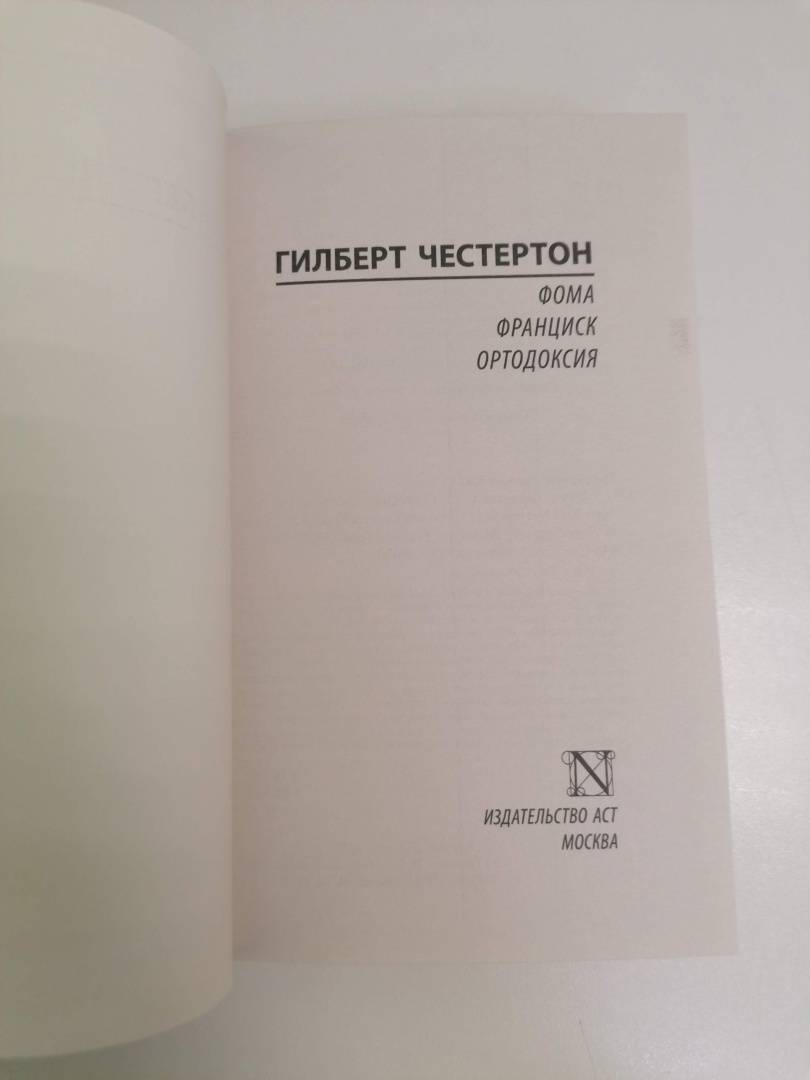 ГИЛБЕРТ ЧЕСТЕРТОН
ФОМА
ФРАНЦИСК
ОРТОДОКСИЯ
N
ИЗДАТЕЛЬСТВО АСТ
МОСКВА